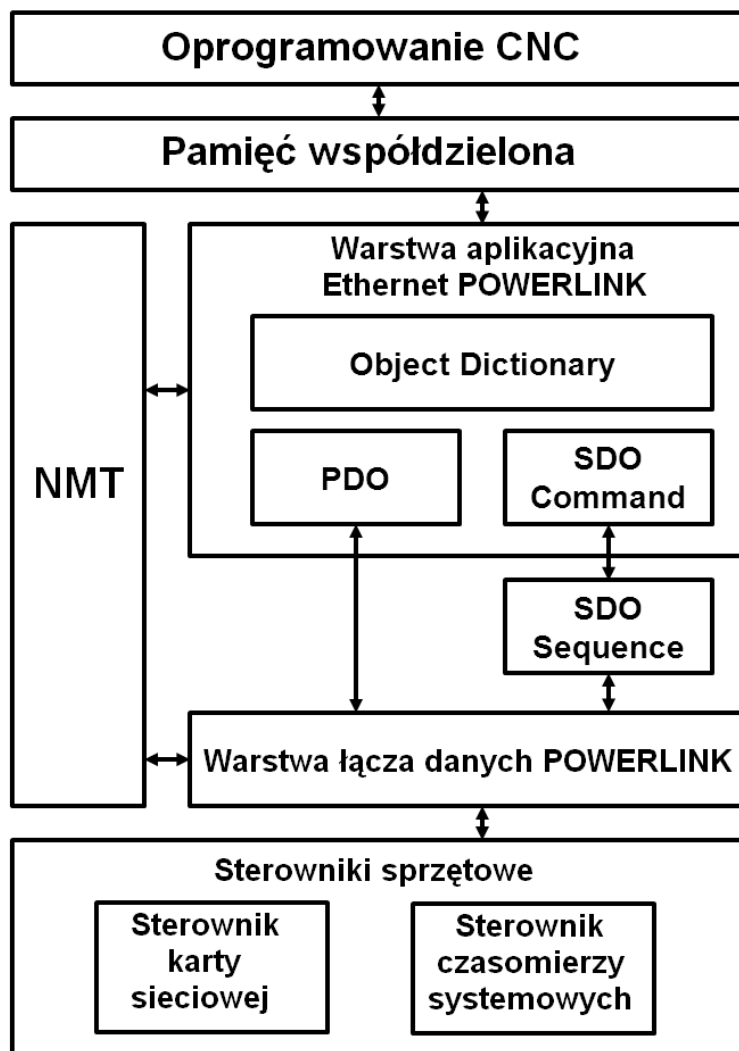 Oprogramowanie CNC
Pamięć współdzielona
Warstwa aplikacyjna
Ethernet POWERLINK
Object Dictionary
NMT
PDO
SDO
Command
SDO
Sequence
Warstwa łącza danych POWERLINK
Sterowniki sprzętowe
Sterownik
karty
sieciowej
Sterownik
czasomierzy
systemowych